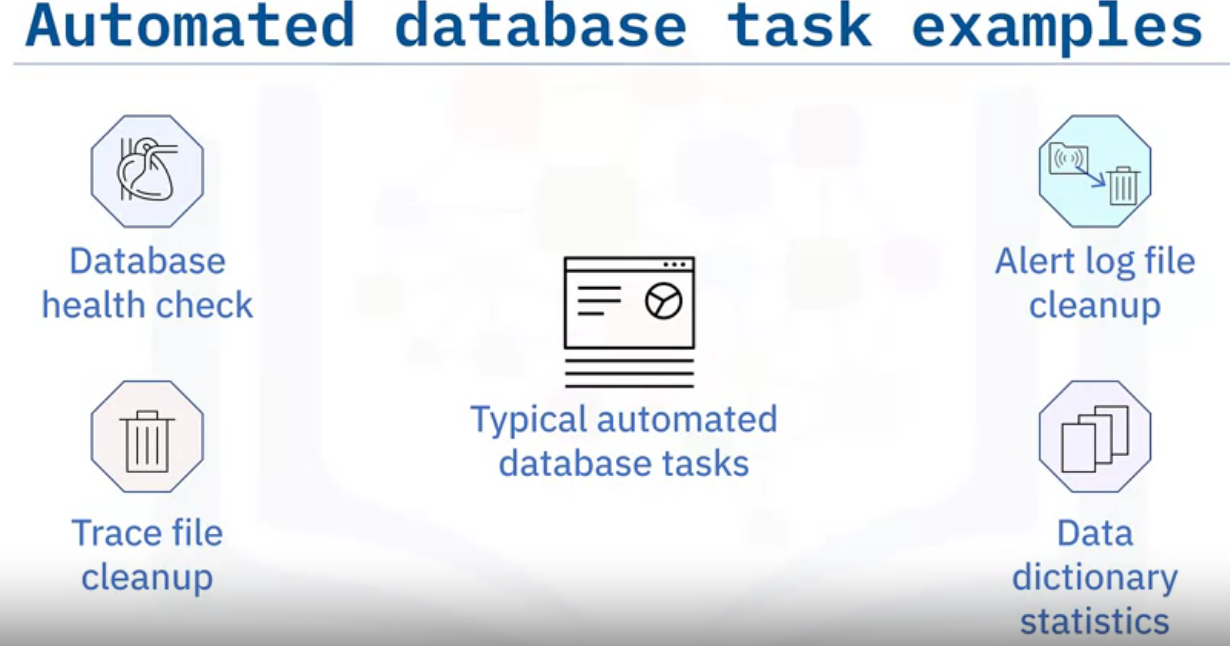 Automated database task examples
Database
health check
Alert log file
cleanup
Typical automated
database tasks
Trace file
cleanup
Data
dictionary
statistics